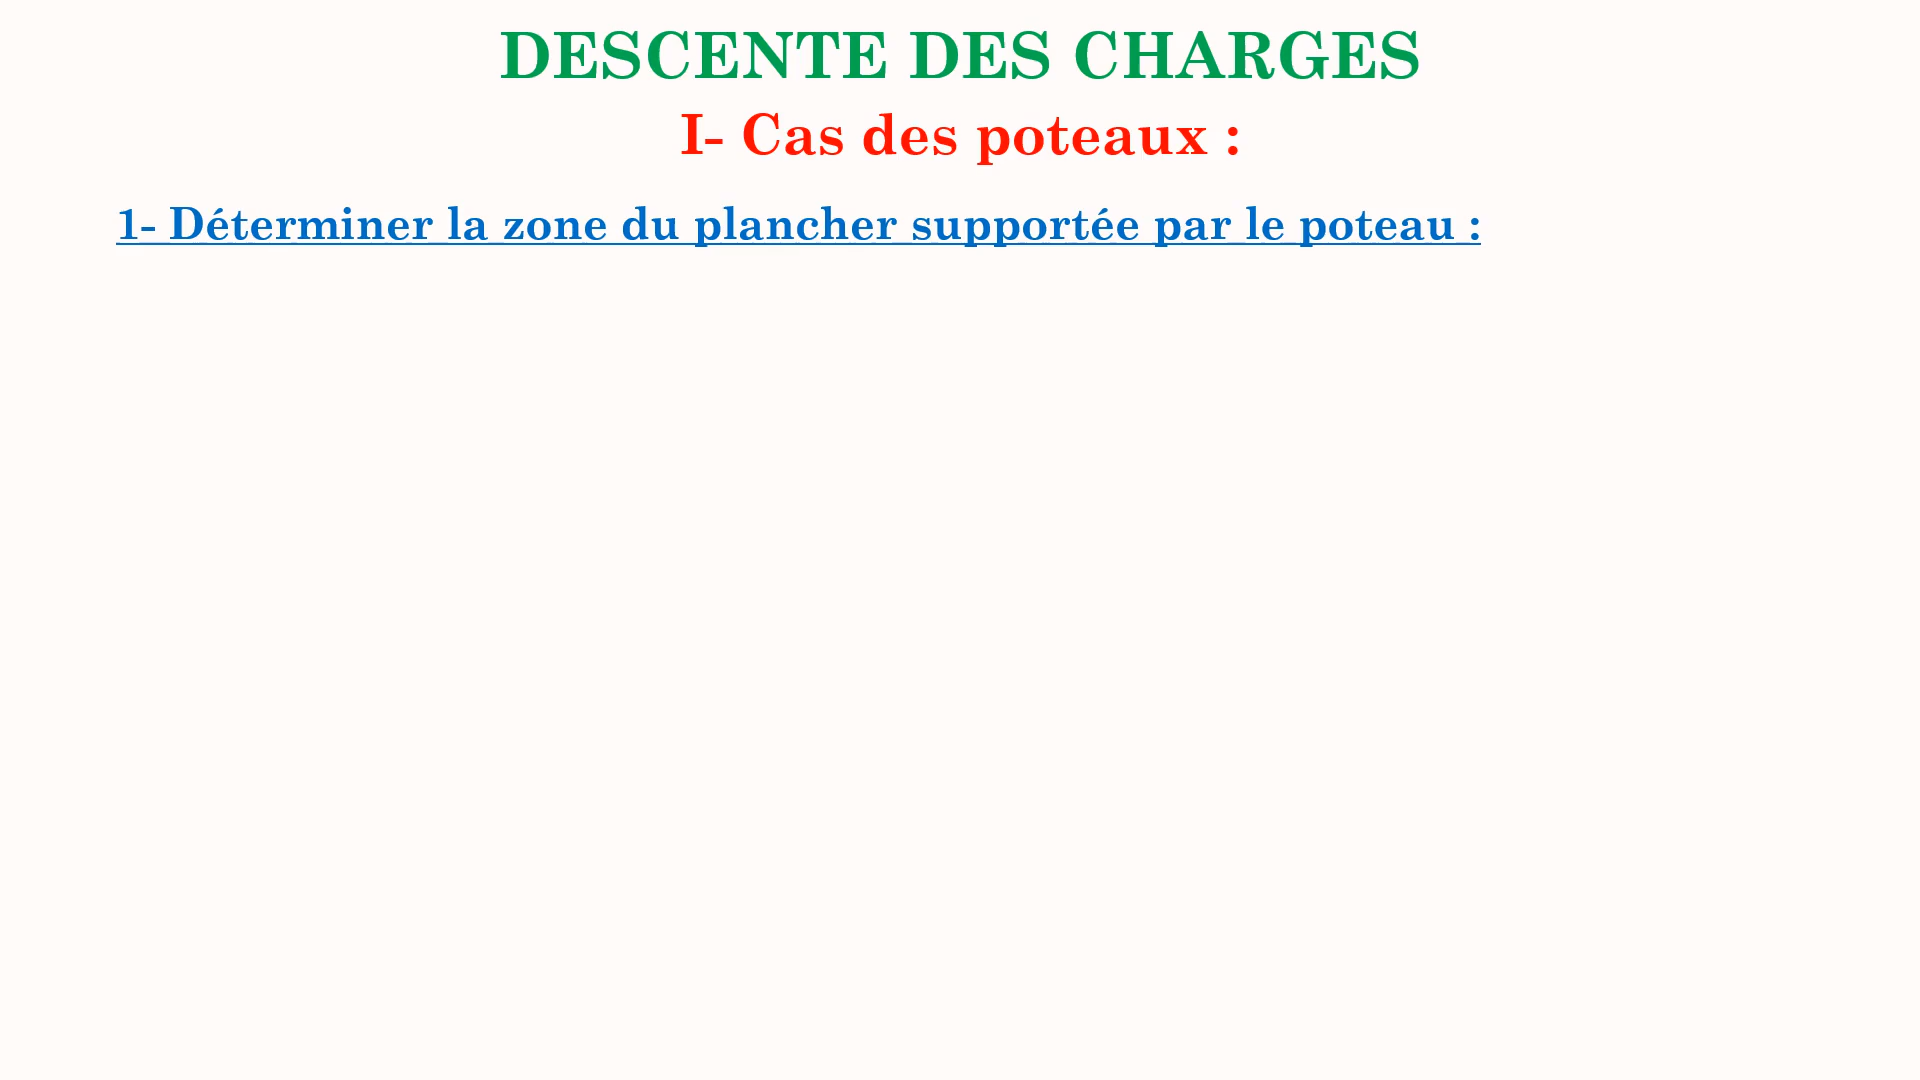 DESCENTE DES CHARGES
I- Cas des poteaux :
1- Déterminer la zone du plancher supportée par le poteau :